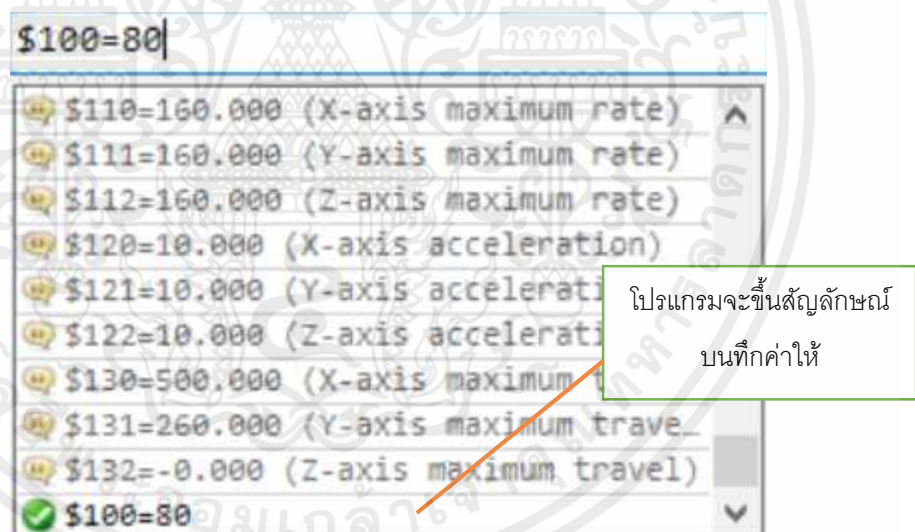 $100=80
$110=160.000 (X-axis maximum rate)
$111=160.000 (Y-axis maximum rate)
$112=160.000 (Z-axis maximum rate)
$120=10.000 (X-axis acceleration)
$121=10.000 (Y-axis accelerati
$122=10.000 (Z-axis accelerati
$130=500.000 (X-axis maximum t
$131=260.000 (Y-axis maximum trave…
$132=-0.000 (Z-axis maximum travel)
$100=80
โปรแกรมจะขึ้นสัญลักษณ์
บนทึกค่าให้